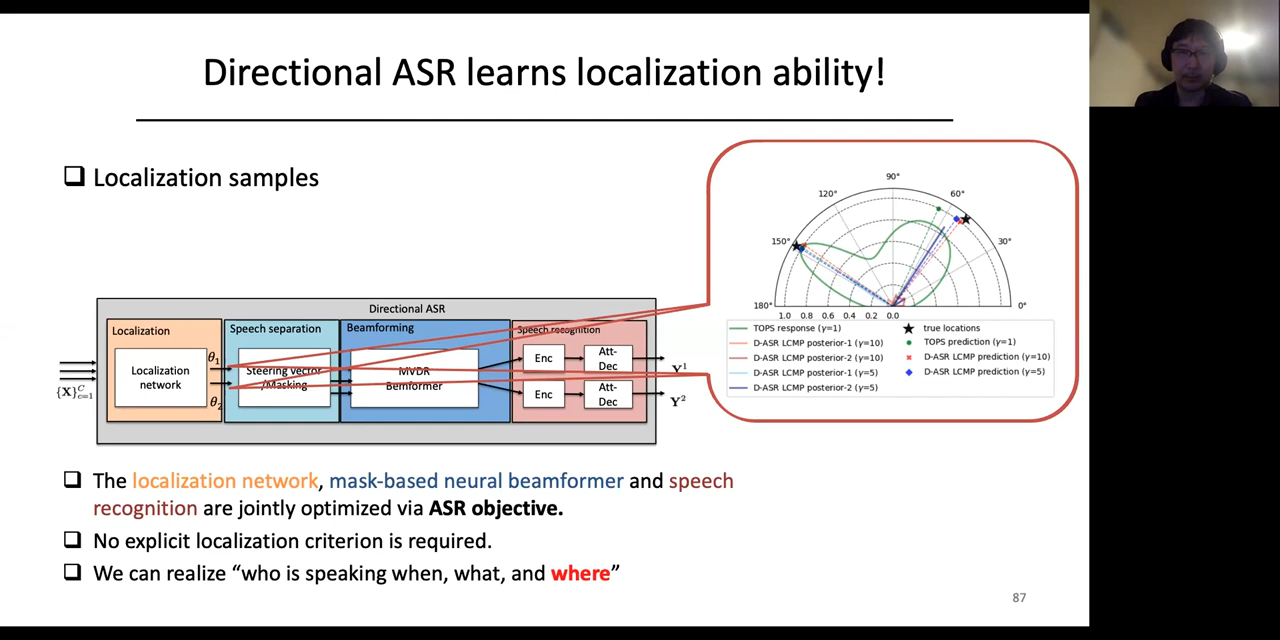 Directional ASR learns localization ability!
❑ Localization samples
90°
120°
60°
150°
30°
180°
0°
1.0 0.8 0.6 0.4 0.2 0.0
TOPS response (γ=1)
D-ASR LCMP posterior-1 (γ=10)
D-ASR LCMP posterior-2 (γ=10)
D-ASR LCMP posterior-1 (γ=5)
D-ASR LCMP posterior-2 (γ=5)
true locations
TOPS prediction (γ=1)
D-ASR LCMP prediction (γ=10)
D-ASR LCMP prediction (γ=5)
Directional ASR
Localization
Speech separation
Beamforming
Speech recognition
Localization
network
θ1
θ2
Steering vector
/Masking
MVDR
Bemformer
Enc
Att-
Dec
Enc
Att-
Dec
{X}C c=1
Y1
Y2
❑ The localization network, mask-based neural beamformer and speech
recognition are jointly optimized via ASR objective.
❑ No explicit localization criterion is required.
❑ We can realize “who is speaking when, what, and where”
87